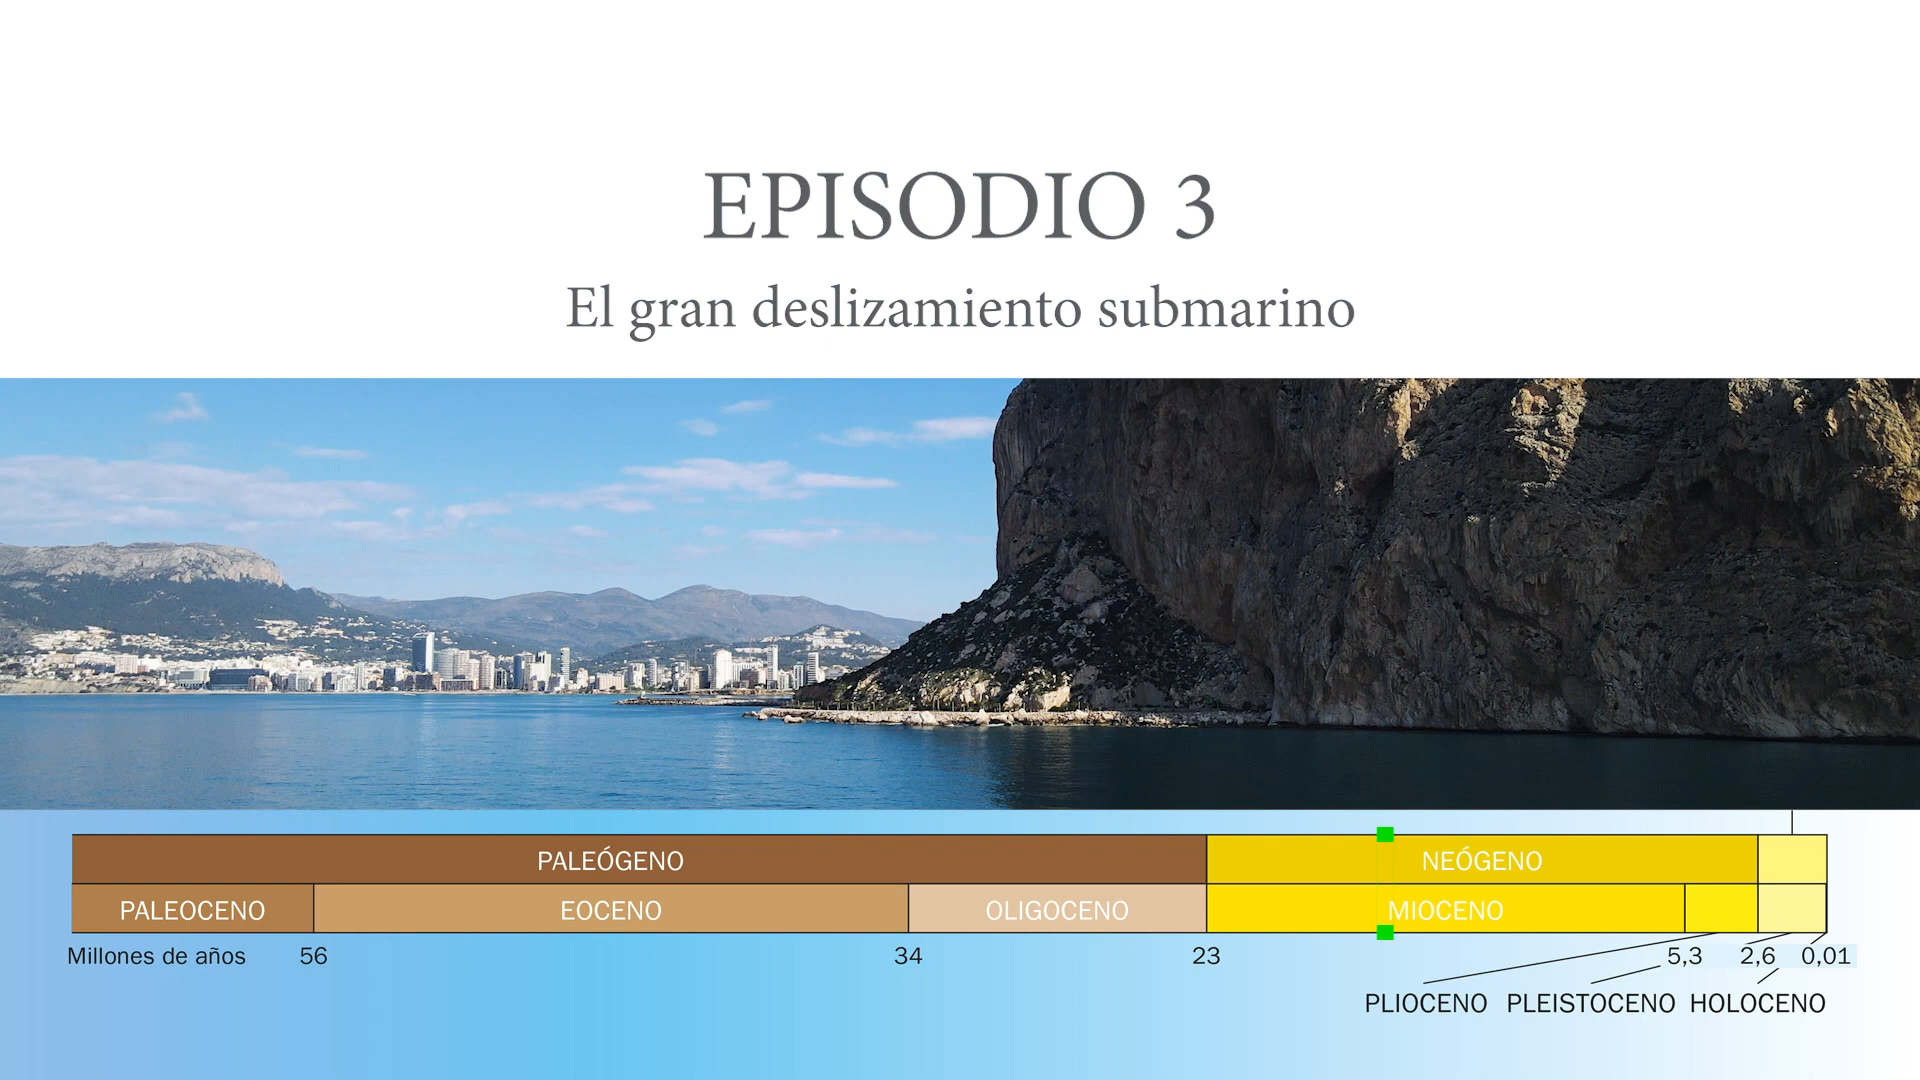 EPISODIO 3
El gran deslizamiento submarino
PALEÓGENO NEÓGENO
PALEOCENO EOCENO OLIGOCENO MIOCENO
Millones de años 56 34 23 5,3 2,6 0,01
PLIOCENO PLEISTOCENO HOLOCENO